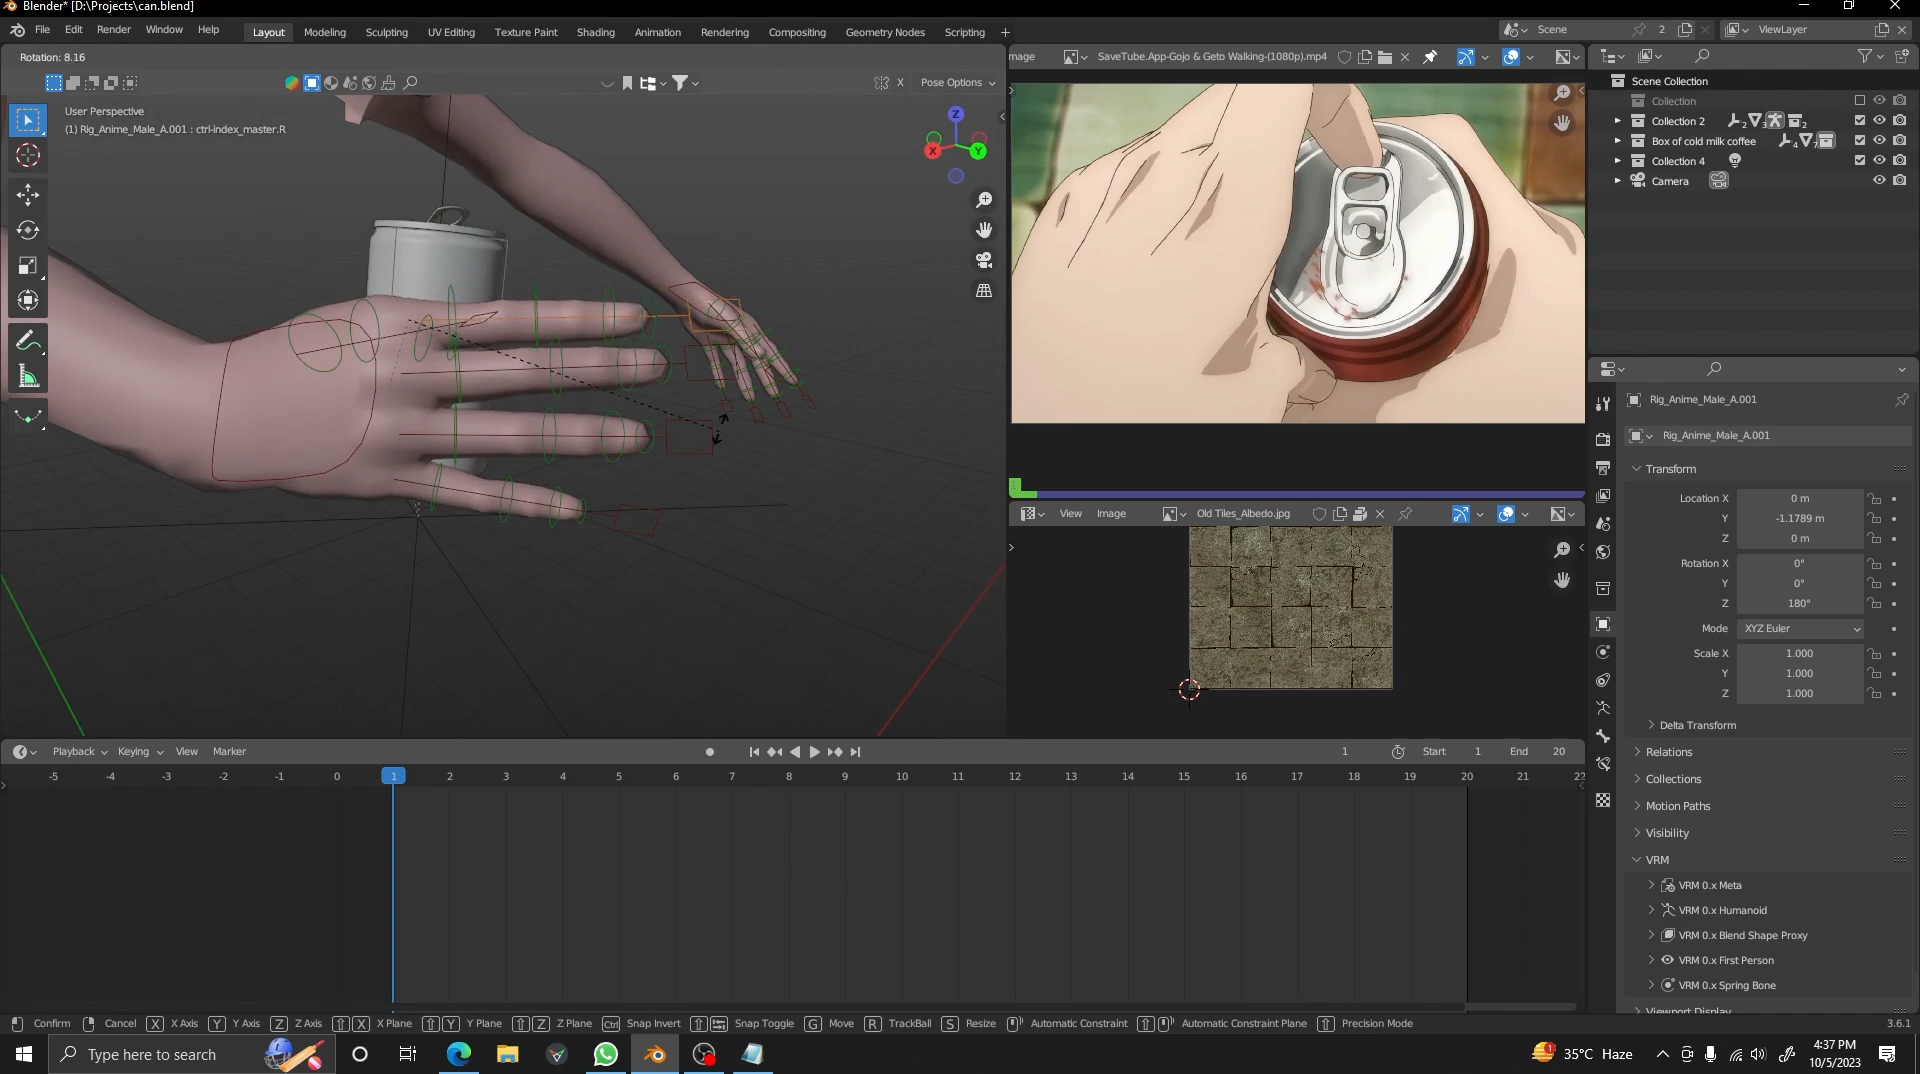 Blender* [D:\Projects\can.blend]
File Edit Render Window Help
Layout Modeling Sculpting UV Editing Texture Paint Shading Animation Rendering Compositing Geometry Nodes Scripting +
Scene 2 ViewLayer
Rotation: 8.16
mage SaveTube.App-Gojo & Geto Walking-(1080p).mp4
X Pose Options
User Perspective
(1) Rig_Anime_Male_A.001 : ctrl-index_master.R
Z
X Y
Scene Collection
Collection
Collection 2
Box of cold milk coffee
Collection 4
Camera
Rig_Anime_Male_A.001
Rig_Anime_Male_A.001
Transform
Location X 0 m
Y -1.1789 m
Z 0 m
Rotation X 0°
Y 0°
Z 180°
Mode XYZ Euler
Scale X 1.000
Y 1.000
Z 1.000
Delta Transform
Relations
Collections
Motion Paths
Visibility
VRM
VRM 0.x Meta
VRM 0.x Humanoid
VRM 0.x Blend Shape Proxy
VRM 0.x First Person
VRM 0.x Spring Bone
Viewport Display
View Image Old Tiles_Albedo.jpg
Playback Keying View Marker
1 Start 1 End 20
-5 -4 -3 -2 -1 0 1 2 3 4 5 6 7 8 9 10 11 12 13 14 15 16 17 18 19 20 21 22
Confirm Cancel X X Axis Y Y Axis Z Z Axis X X Plane Y Y Plane Z Z Plane Ctrl Snap Invert Snap Toggle G Move R TrackBall S Resize Automatic Constraint Automatic Constraint Plane Precision Mode
3.6.1
Type here to search
35°C Haze
4:37 PM
10/5/2023